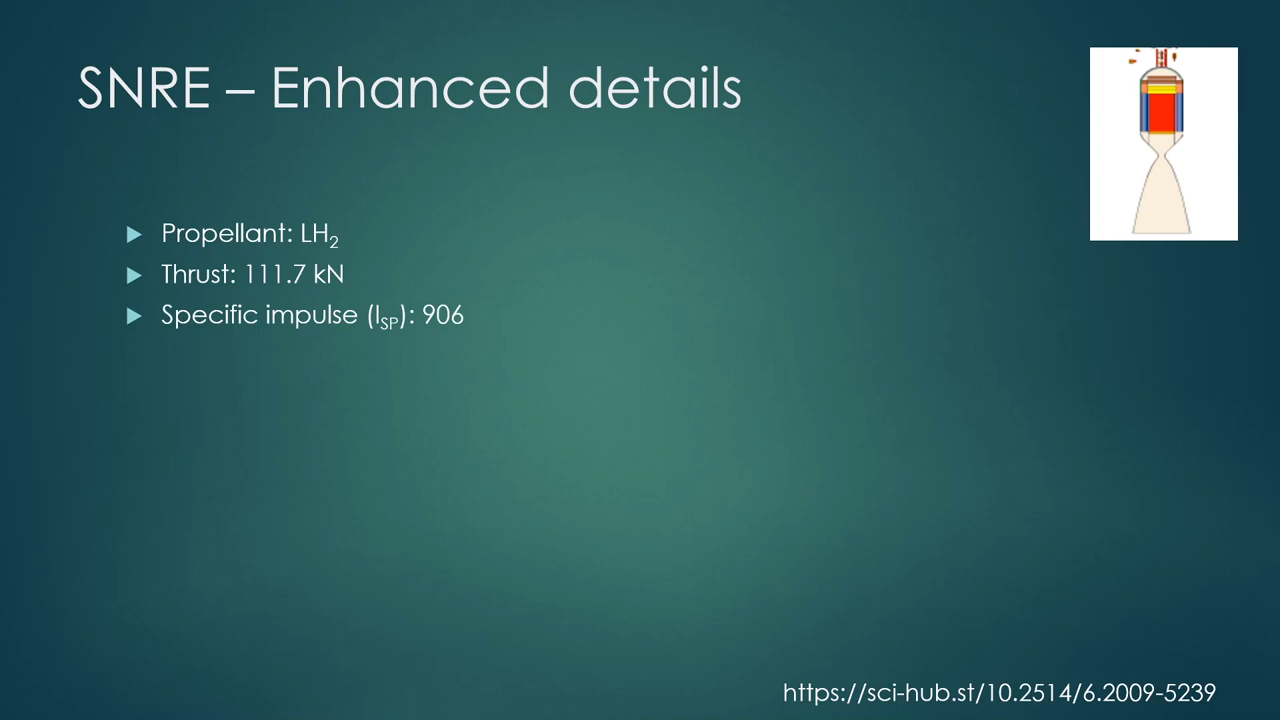 SNRE – Enhanced details
Propellant: LH₂
Thrust: 111.7 kN
Specific impulse (I_SP): 906
https://sci-hub.st/10.2514/6.2009-5239